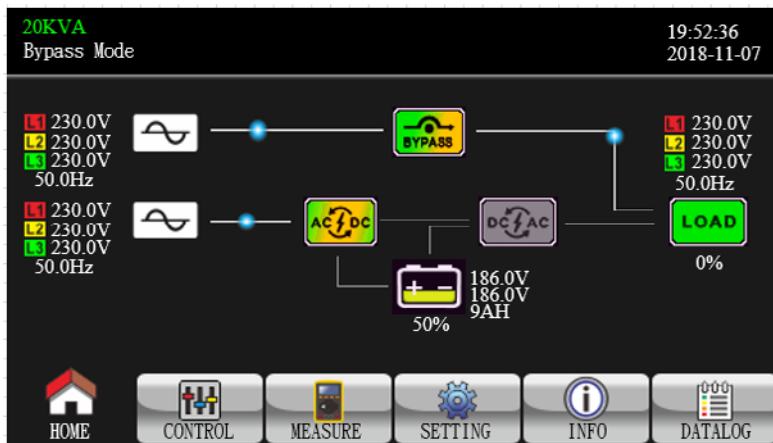 20KVA
Bypass Mode
19:52:36
2018-11-07
L1 230.0V
L2 230.0V
L3 230.0V
50.0Hz
BYPASS
L1 230.0V
L2 230.0V
L3 230.0V
50.0Hz
L1 230.0V
L2 230.0V
L3 230.0V
50.0Hz
AC DC
DC AC
LOAD
0%
186.0V
186.0V
9AH
50%
HOME
CONTROL
MEASURE
SETTING
INFO
DATALOG